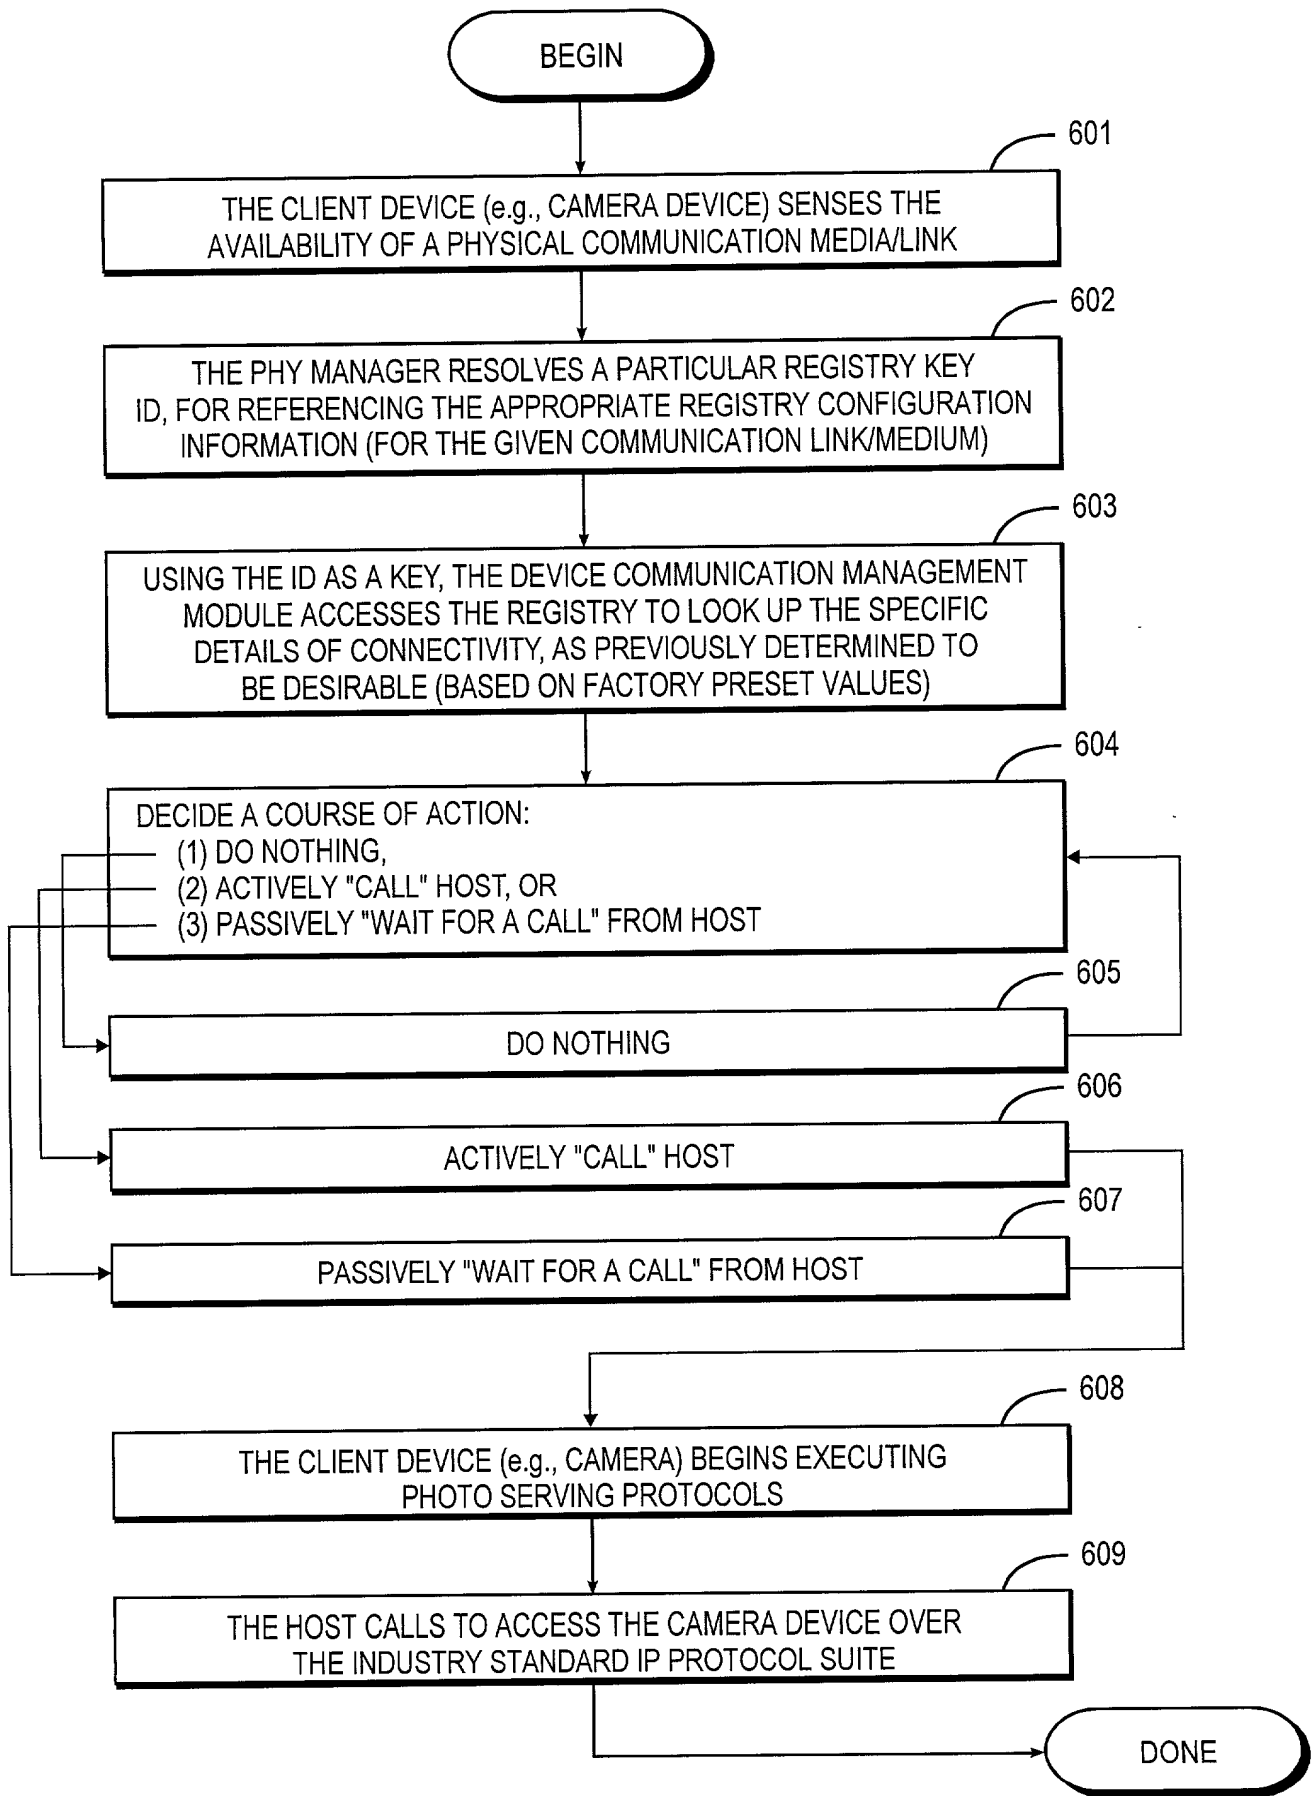 BEGIN
601
THE CLIENT DEVICE (e.g., CAMERA DEVICE) SENSES THE
AVAILABILITY OF A PHYSICAL COMMUNICATION MEDIA/LINK
602
THE PHY MANAGER RESOLVES A PARTICULAR REGISTRY KEY
ID, FOR REFERENCING THE APPROPRIATE REGISTRY CONFIGURATION
INFORMATION (FOR THE GIVEN COMMUNICATION LINK/MEDIUM)
603
USING THE ID AS A KEY, THE DEVICE COMMUNICATION MANAGEMENT
MODULE ACCESSES THE REGISTRY TO LOOK UP THE SPECIFIC
DETAILS OF CONNECTIVITY, AS PREVIOUSLY DETERMINED TO
BE DESIRABLE (BASED ON FACTORY PRESET VALUES)
604
DECIDE A COURSE OF ACTION:
(1) DO NOTHING,
(2) ACTIVELY "CALL" HOST, OR
(3) PASSIVELY "WAIT FOR A CALL" FROM HOST
605
DO NOTHING
606
ACTIVELY "CALL" HOST
607
PASSIVELY "WAIT FOR A CALL" FROM HOST
608
THE CLIENT DEVICE (e.g., CAMERA) BEGINS EXECUTING
PHOTO SERVING PROTOCOLS
609
THE HOST CALLS TO ACCESS THE CAMERA DEVICE OVER
THE INDUSTRY STANDARD IP PROTOCOL SUITE
DONE